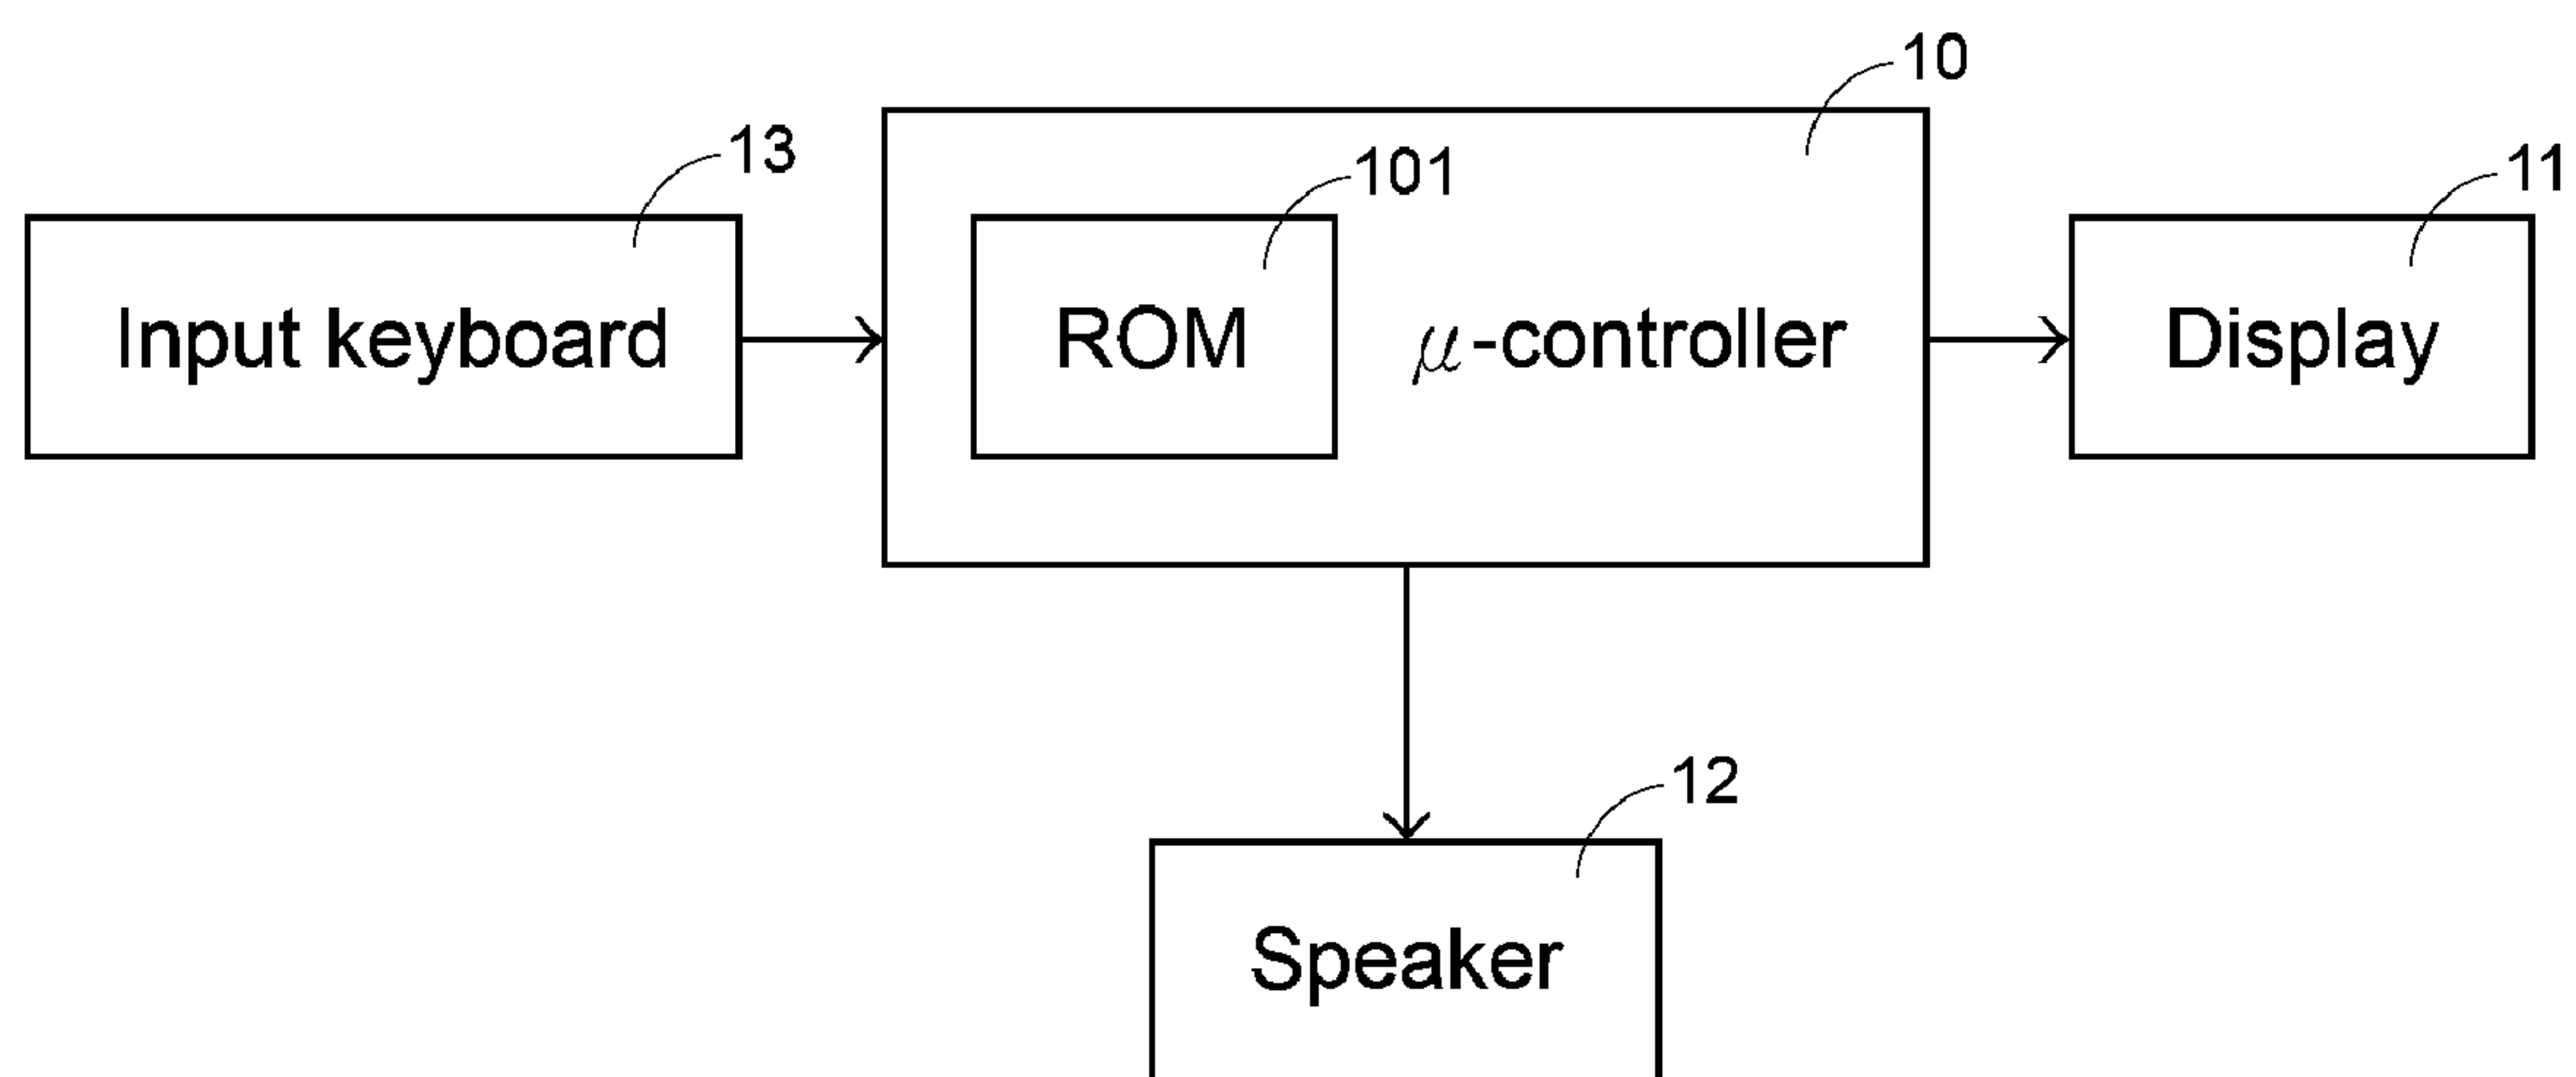 10
13
101
11
Input keyboard
ROM
μ-controller
Display
12
Speaker